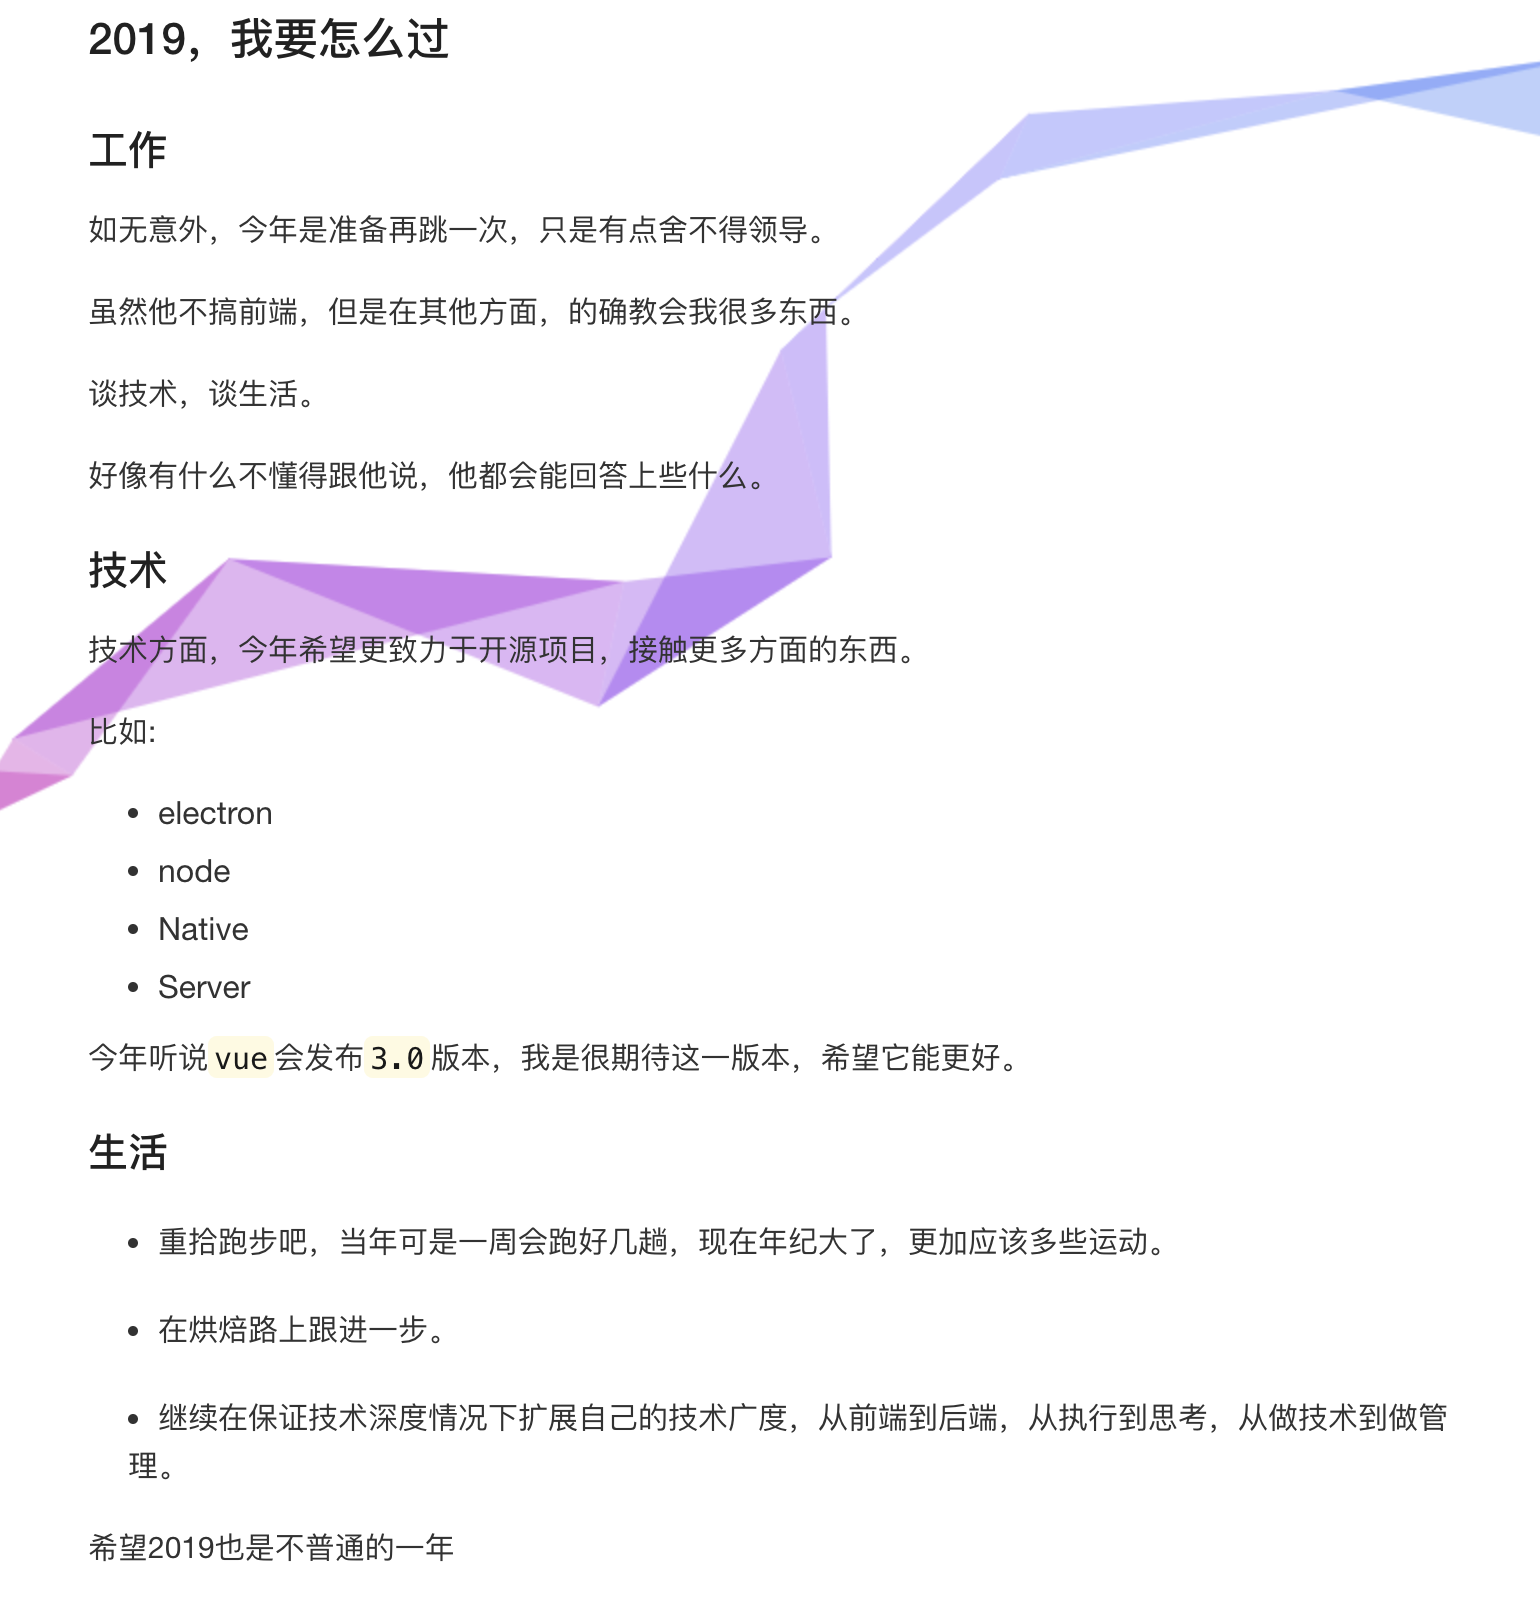 2019，我要怎么过
工作
如无意外，今年是准备再跳一次，只是有点舍不得领导。
虽然他不搞前端，但是在其他方面，的确教会我很多东西。
谈技术，谈生活。
好像有什么不懂得跟他说，他都会能回答上些什么。
技术
技术方面，今年希望更致力于开源项目，接触更多方面的东西。
比如:
• electron
• node
• Native
• Server
今年听说vue会发布3.0版本，我是很期待这一版本，希望它能更好。
生活
• 重拾跑步吧，当年可是一周会跑好几趟，现在年纪大了，更加应该多些运动。
• 在烘焙路上跟进一步。
• 继续在保证技术深度情况下扩展自己的技术广度，从前端到后端，从执行到思考，从做技术到做管
理。
希望2019也是不普通的一年